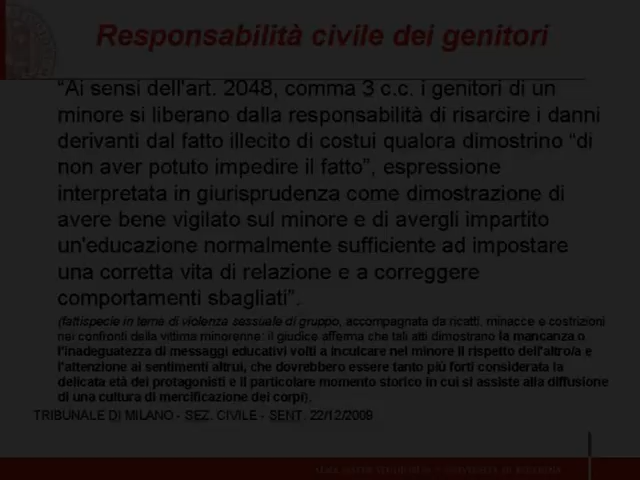 Responsabilità civile dei genitori
“Ai sensi dell'art. 2048, comma 3 c.c. i genitori di un
minore si liberano dalla responsabilità di risarcire i danni
derivanti dal fatto illecito di costui qualora dimostrino “di
non aver potuto impedire il fatto”, espressione
interpretata in giurisprudenza come dimostrazione di
avere bene vigilato sul minore e di avergli impartito
un'educazione normalmente sufficiente ad impostare
una corretta vita di relazione e a correggere
comportamenti sbagliati”.
(fattispecie in tema di violenza sessuale di gruppo, accompagnata da ricatti, minacce e costrizioni
nei confronti della vittima minorenne: il giudice afferma che tali atti dimostrano la mancanza o
l'inadeguatezza di messaggi educativi volti a inculcare nel minore il rispetto dell'altro/a e
l'attenzione ai sentimenti altrui, che dovrebbero essere tanto più forti considerata la
delicata età dei protagonisti e il particolare momento storico in cui si assiste alla diffusione
di una cultura di mercificazione dei corpi).
TRIBUNALE DI MILANO - SEZ. CIVILE - SENT. 22/12/2009